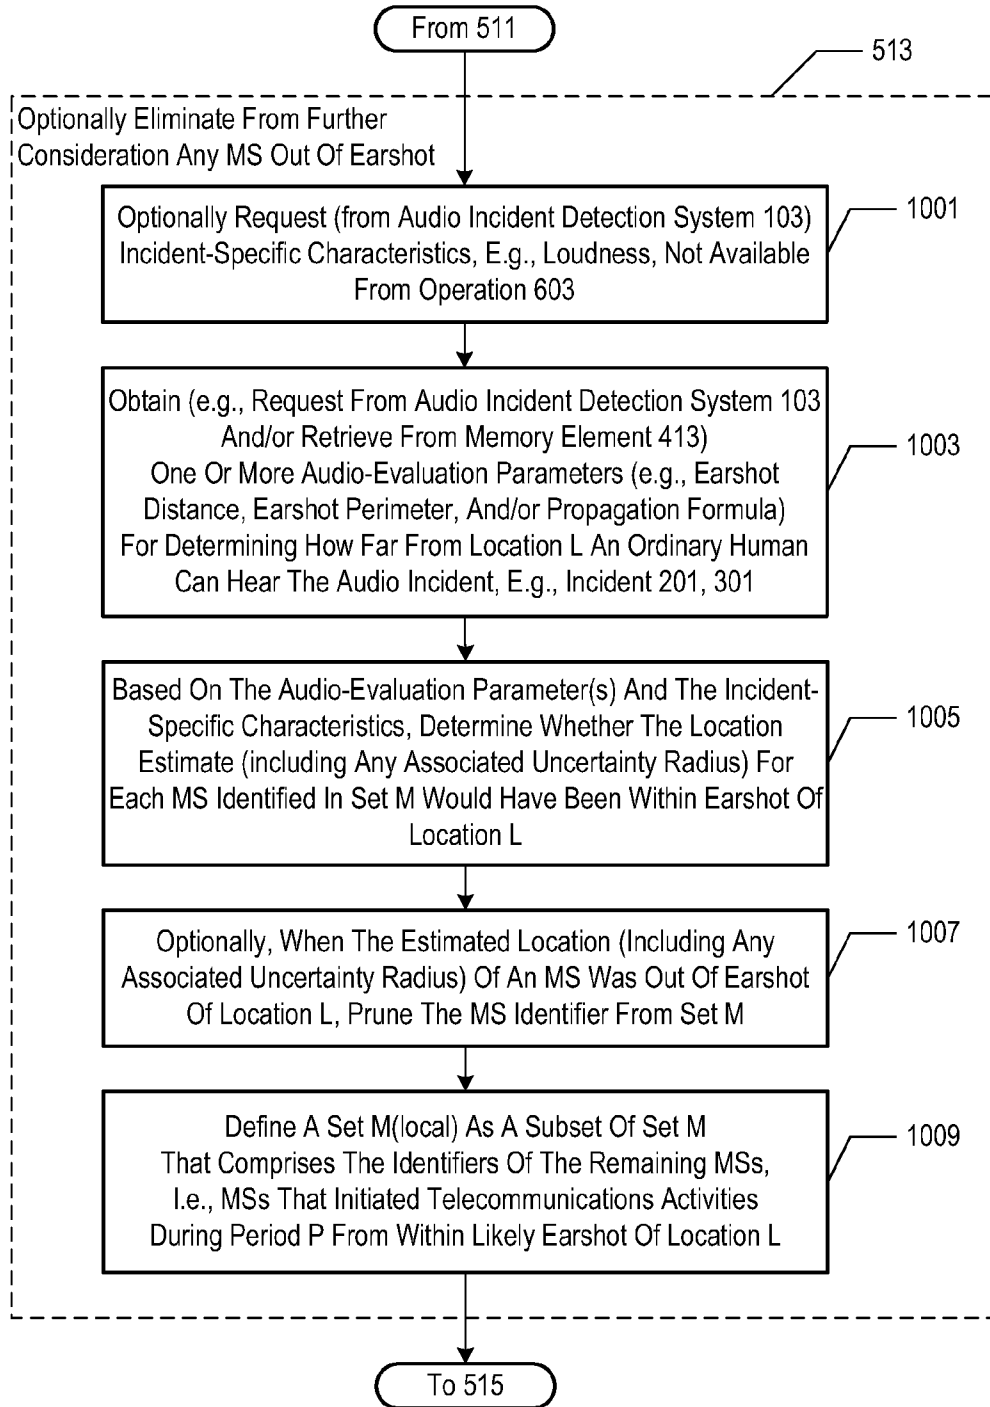 From 511
513
Optionally Eliminate From Further
Consideration Any MS Out Of Earshot
Optionally Request (from Audio Incident Detection System 103)
Incident-Specific Characteristics, E.g., Loudness, Not Available
From Operation 603
1001
Obtain (e.g., Request From Audio Incident Detection System 103
And/or Retrieve From Memory Element 413)
One Or More Audio-Evaluation Parameters (e.g., Earshot
Distance, Earshot Perimeter, And/or Propagation Formula)
For Determining How Far From Location L An Ordinary Human
Can Hear The Audio Incident, E.g., Incident 201, 301
1003
Based On The Audio-Evaluation Parameter(s) And The Incident-
Specific Characteristics, Determine Whether The Location
Estimate (including Any Associated Uncertainty Radius) For
Each MS Identified In Set M Would Have Been Within Earshot Of
Location L
1005
Optionally, When The Estimated Location (Including Any
Associated Uncertainty Radius) Of An MS Was Out Of Earshot
Of Location L, Prune The MS Identifier From Set M
1007
Define A Set M(local) As A Subset Of Set M
That Comprises The Identifiers Of The Remaining MSs,
I.e., MSs That Initiated Telecommunications Activities
During Period P From Within Likely Earshot Of Location L
1009
To 515